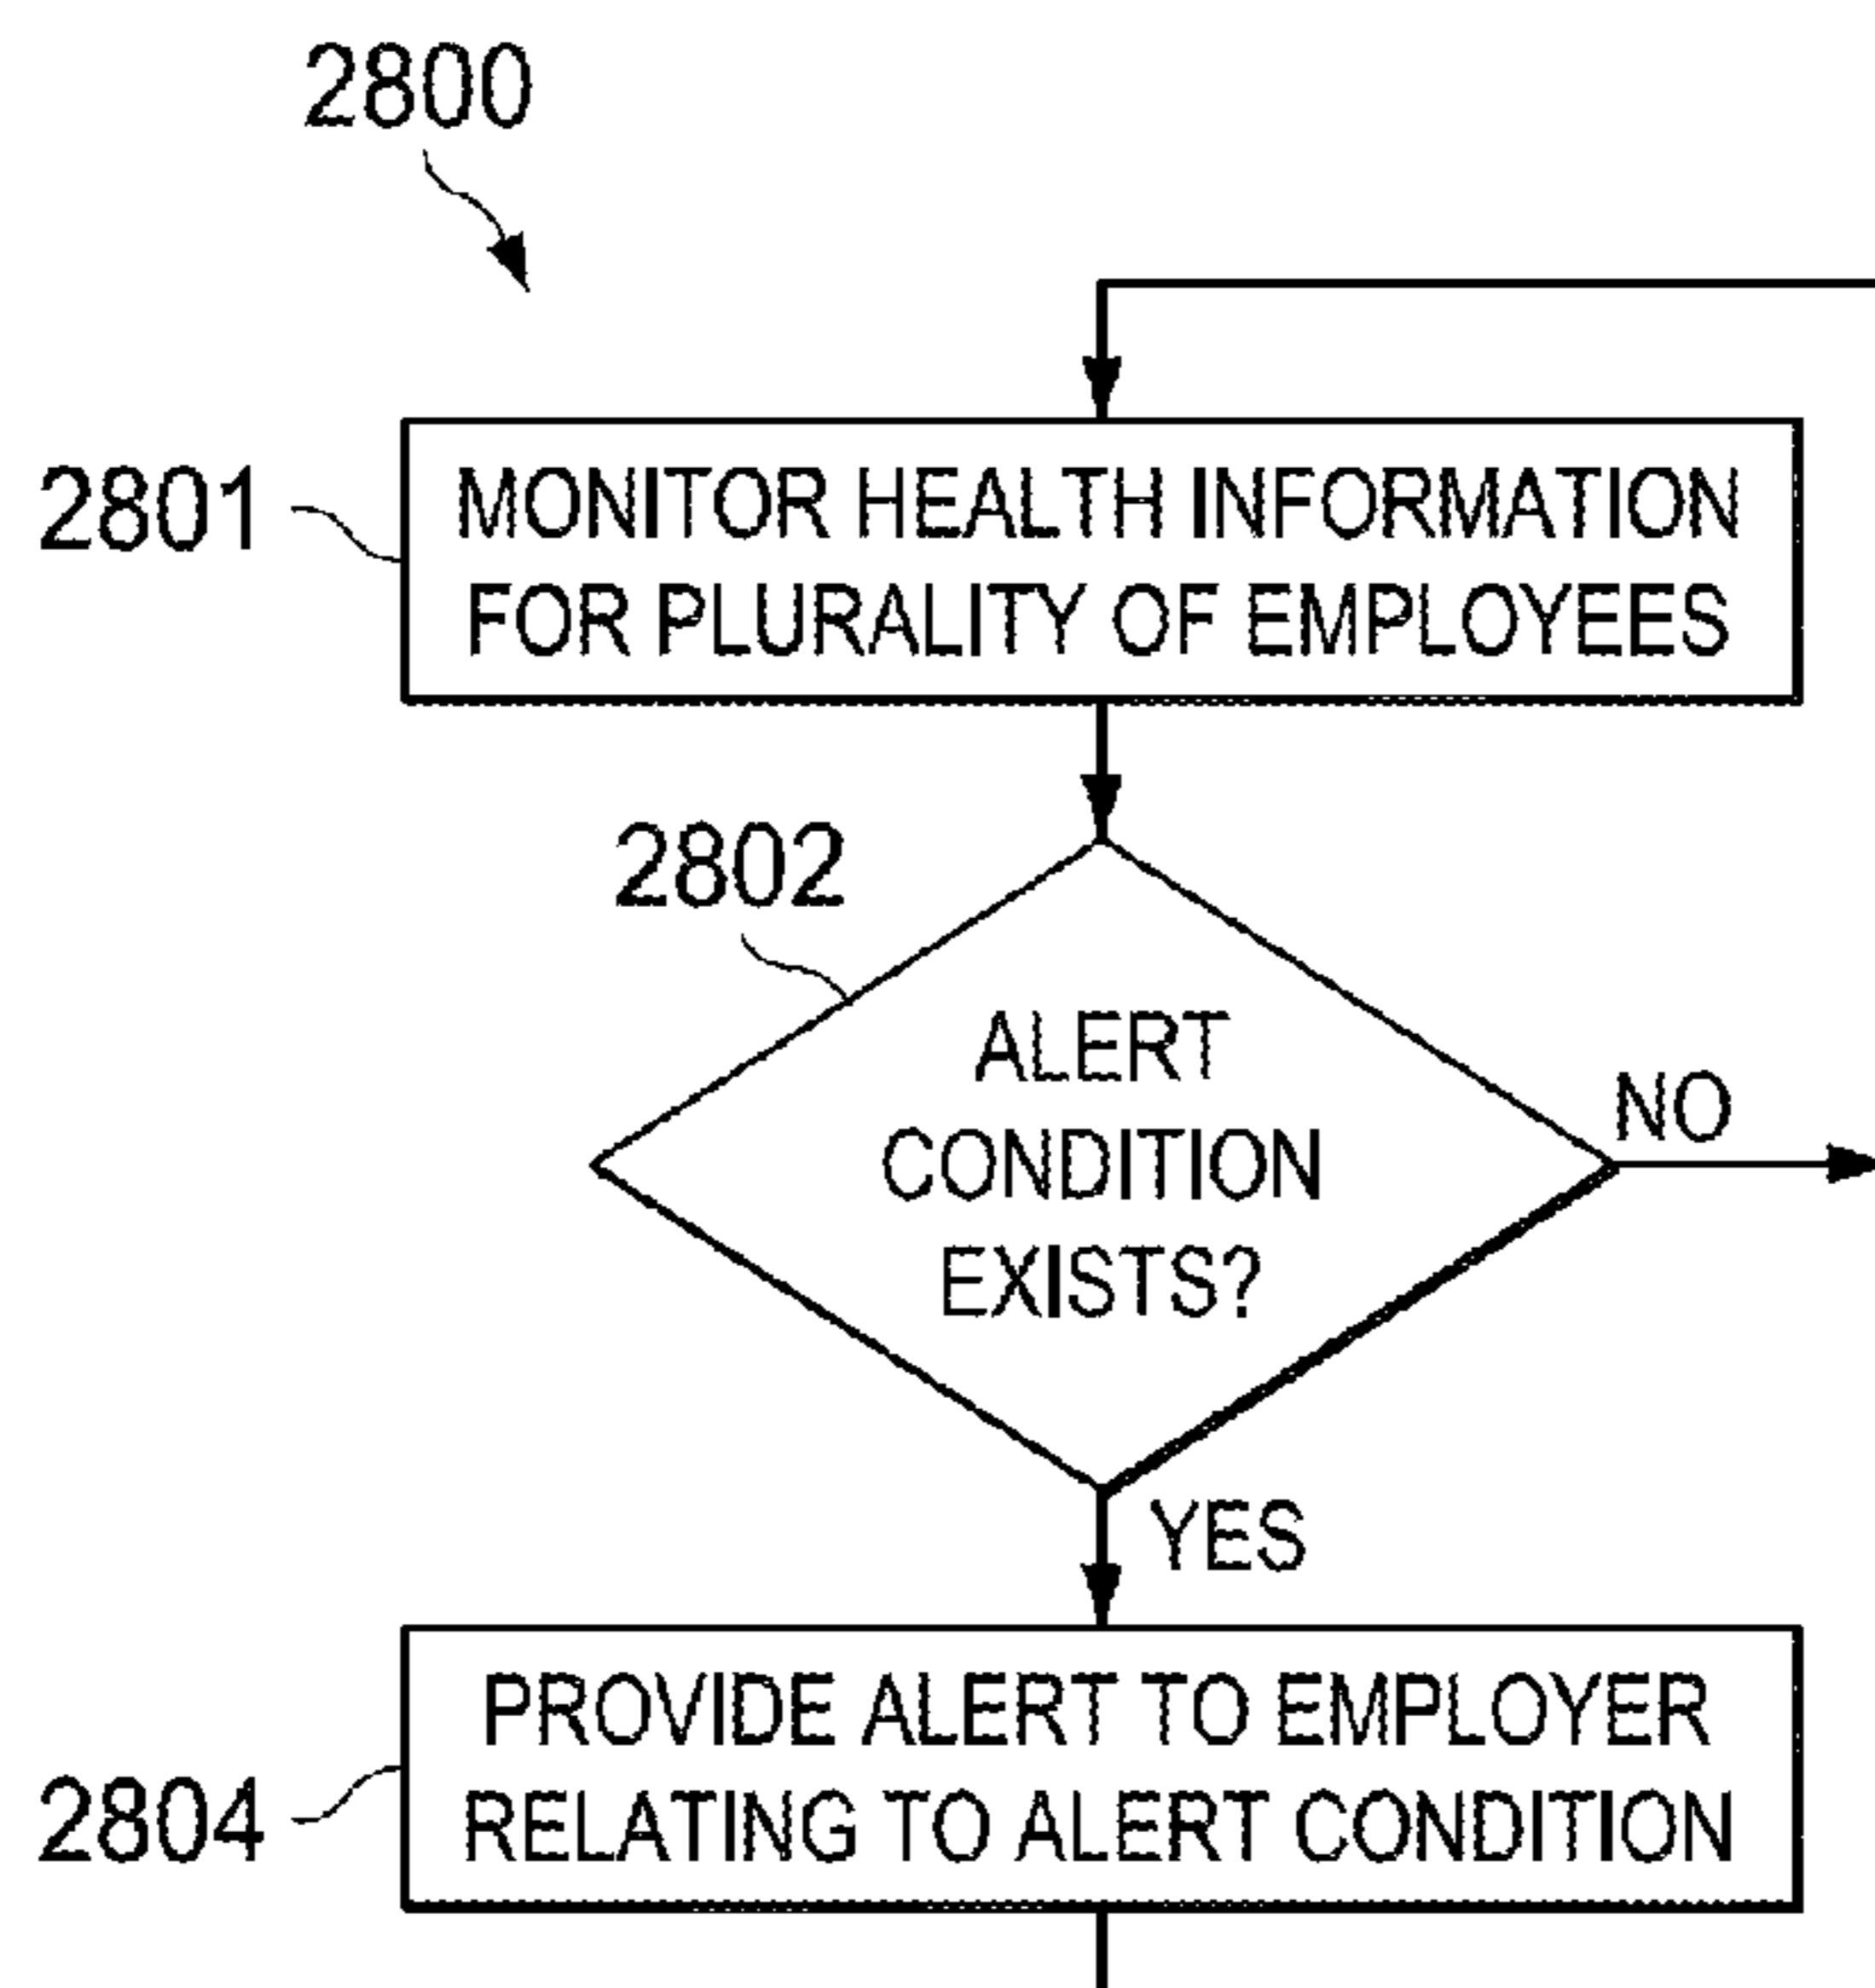 2800
2801
MONITOR HEALTH INFORMATION
FOR PLURALITY OF EMPLOYEES
2802
ALERT
CONDITION
EXISTS?
NO
YES
2804
PROVIDE ALERT TO EMPLOYER
RELATING TO ALERT CONDITION